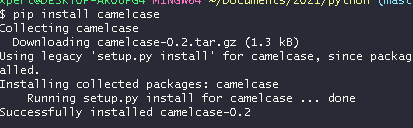 xpert@DESKTOP-AR06PG4 MINGW64 ~/Documents/2021/python (mast
$ pip install camelcase
Collecting camelcase
  Downloading camelcase-0.2.tar.gz (1.3 kB)
Using legacy 'setup.py install' for camelcase, since packag
alled.
Installing collected packages: camelcase
    Running setup.py install for camelcase ... done
Successfully installed camelcase-0.2